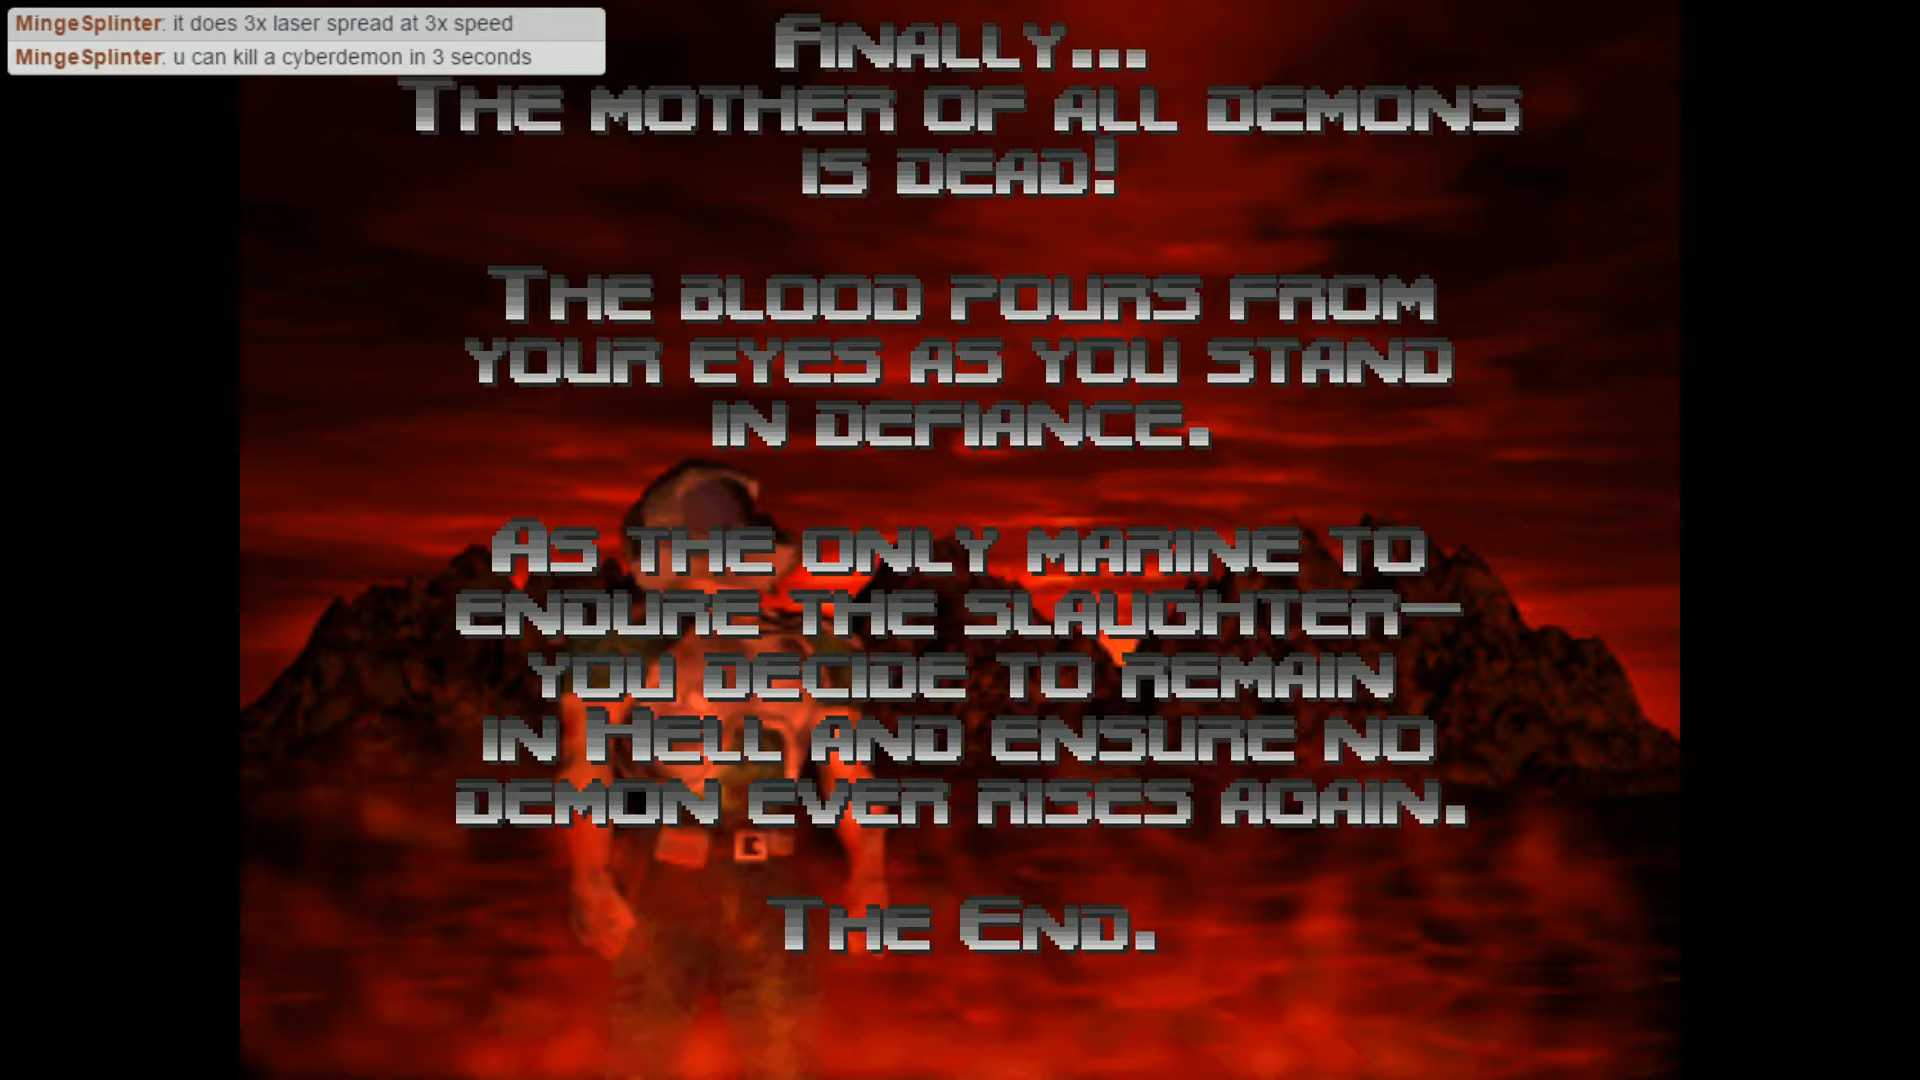 MingeSplinter: it does 3x laser spread at 3x speed
MingeSplinter: u can kill a cyberdemon in 3 seconds
Finally...
The mother of all demons
is dead!
The blood pours from
your eyes as you stand
in defiance.
As the only marine to
endure the slaughter—
you decide to remain
in Hell and ensure no
demon ever rises again.
The End.